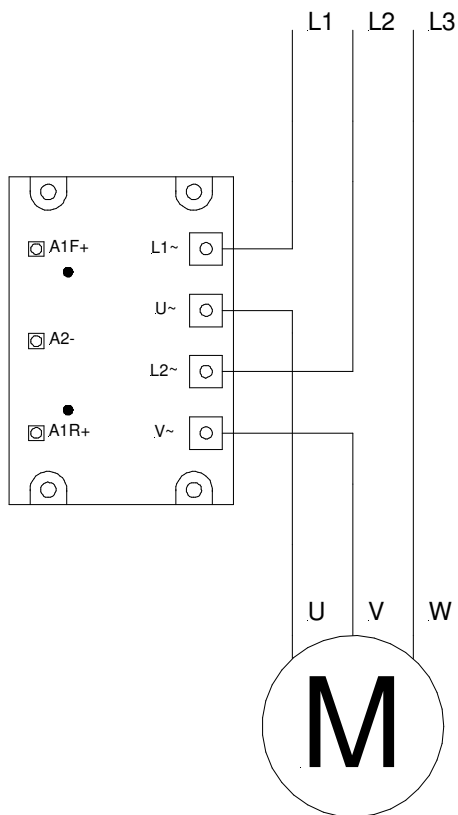 L1 L2 L3
A1F+ L1~
U~
A2-
L2~
A1R+ V~
U V W
M